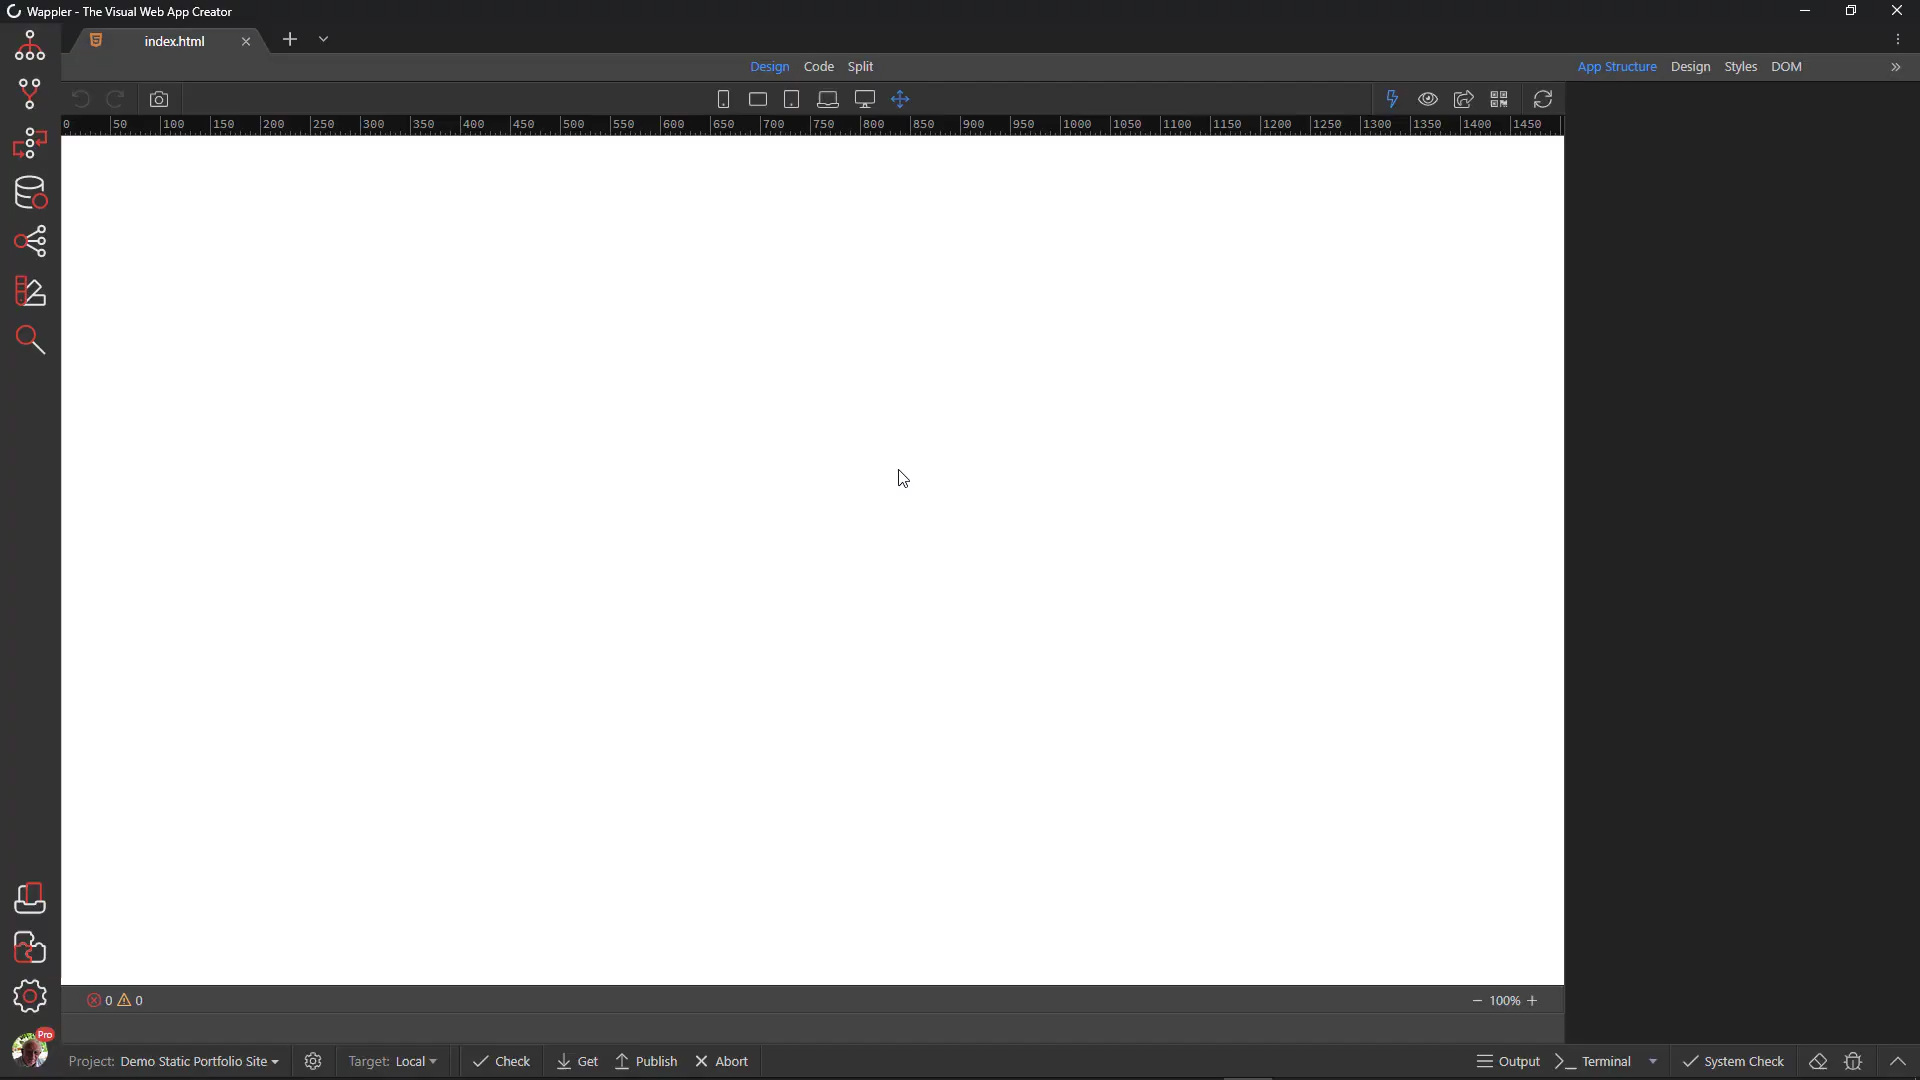 Wappler - The Visual Web App Creator
index.html
Design Code Split
App Structure Design Styles DOM
0 50 100 150 200 250 300 350 400 450 500 550 600 650 700 750 800 850 900 950 1000 1050 1100 1150 1200 1250 1300 1350 1400 1450
0 0
100%
Pro
Project: Demo Static Portfolio Site
Target: Local
Check
Get
Publish
Abort
Output
Terminal
System Check